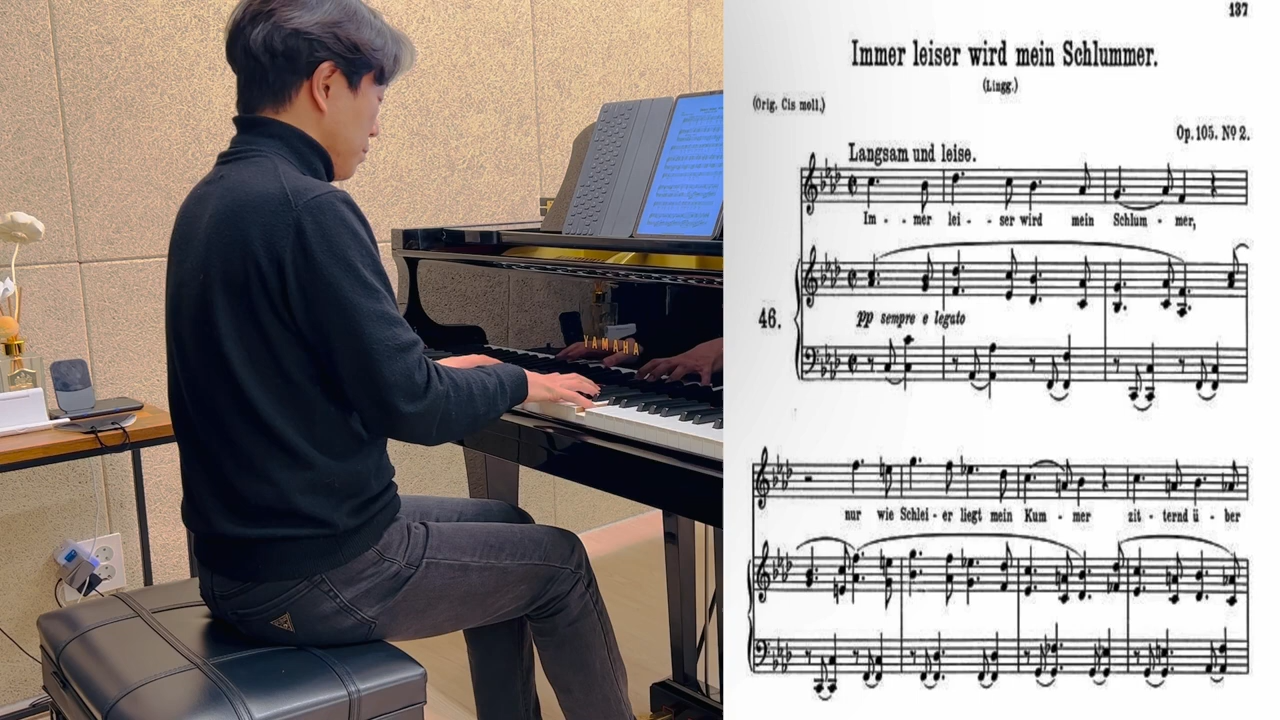 YAMAHA
137
Immer leiser wird mein Schlummer.
(Lingg.)
(Orig. Cis moll.)
Op. 105. Nº 2.
Langsam und leise.
Im - - mer lei - - ser wird mein Schlum - mer,
46.
pp sempre e legato
nur wie Schlei - er liegt mein Kum - mer zit - ternd ü - ber